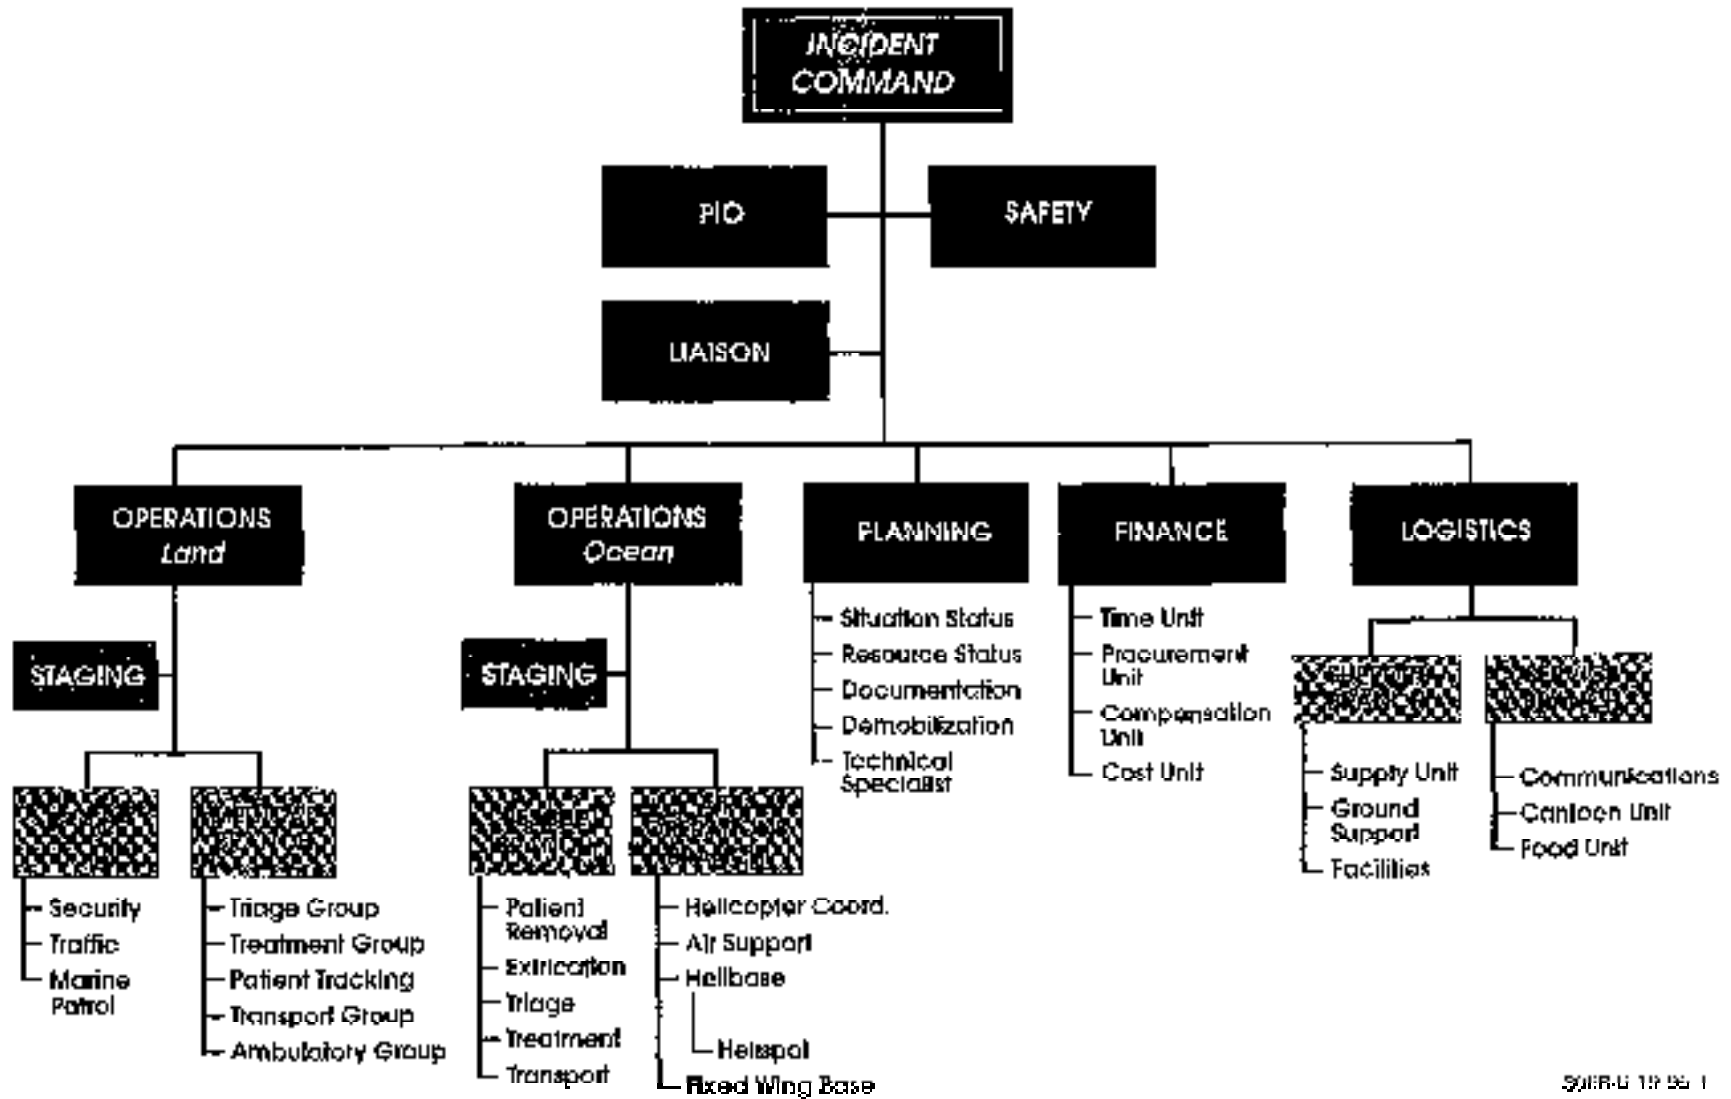 INCIDENT
COMMAND
PIO
SAFETY
LIAISON
OPERATIONS
Land
OPERATIONS
Ocean
PLANNING
FINANCE
LOGISTICS
STAGING
STAGING
Situation Status
Resource Status
Documentation
Demobilization
Technical
Specialist
Time Unit
Procurement
Unit
Compensation
Unit
Cost Unit
Supply Unit
Ground
Support
Facilities
Communications
Canteen Unit
Food Unit
Security
Traffic
Marine
Patrol
Triage Group
Treatment Group
Patient Tracking
Transport Group
Ambulatory Group
Patient
Removal
Extrication
Triage
Treatment
Transport
Helicopter Coord.
Air Support
Helibase
Helispot
Fixed Wing Base